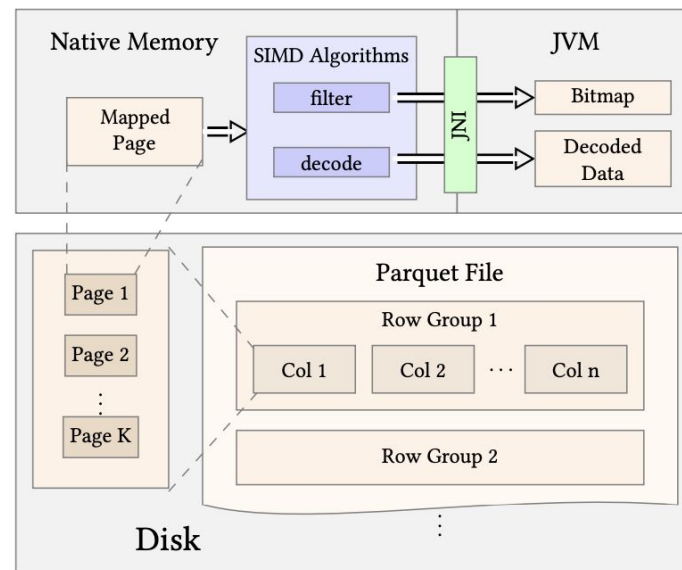 Native Memory
JVM
SIMD Algorithms
filter
Bitmap
Mapped
Page
JNI
decode
Decoded
Data
Parquet File
Row Group 1
Page 1
Page 2
⋮
Page K
Col 1
Col 2
⋯
Col n
Row Group 2
⋮
Disk